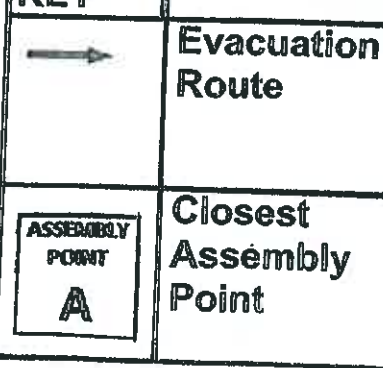 KEY
Evacuation
Route
ASSEMBLY
POINT
A
Closest
Assembly
Point